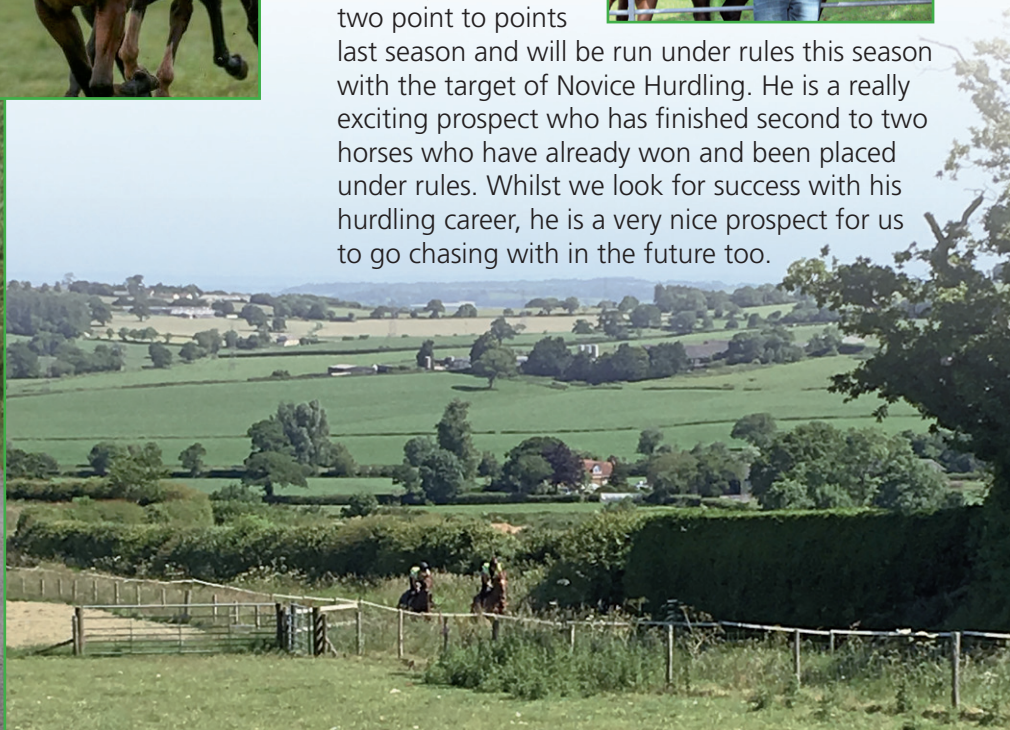 two point to points
last season and will be run under rules this season
with the target of Novice Hurdling. He is a really
exciting prospect who has finished second to two
horses who have already won and been placed
under rules. Whilst we look for success with his
hurdling career, he is a very nice prospect for us
to go chasing with in the future too.